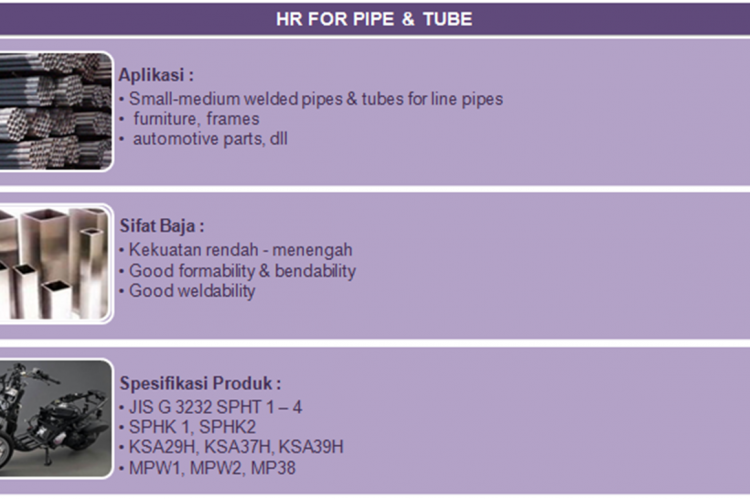 HR FOR PIPE & TUBE
Aplikasi :
• Small-medium welded pipes & tubes for line pipes
• furniture, frames
• automotive parts, dll
Sifat Baja :
• Kekuatan rendah - menengah
• Good formability & bendability
• Good weldability
Spesifikasi Produk :
• JIS G 3232 SPHT 1 – 4
• SPHK 1, SPHK2
• KSA29H, KSA37H, KSA39H
• MPW1, MPW2, MP38